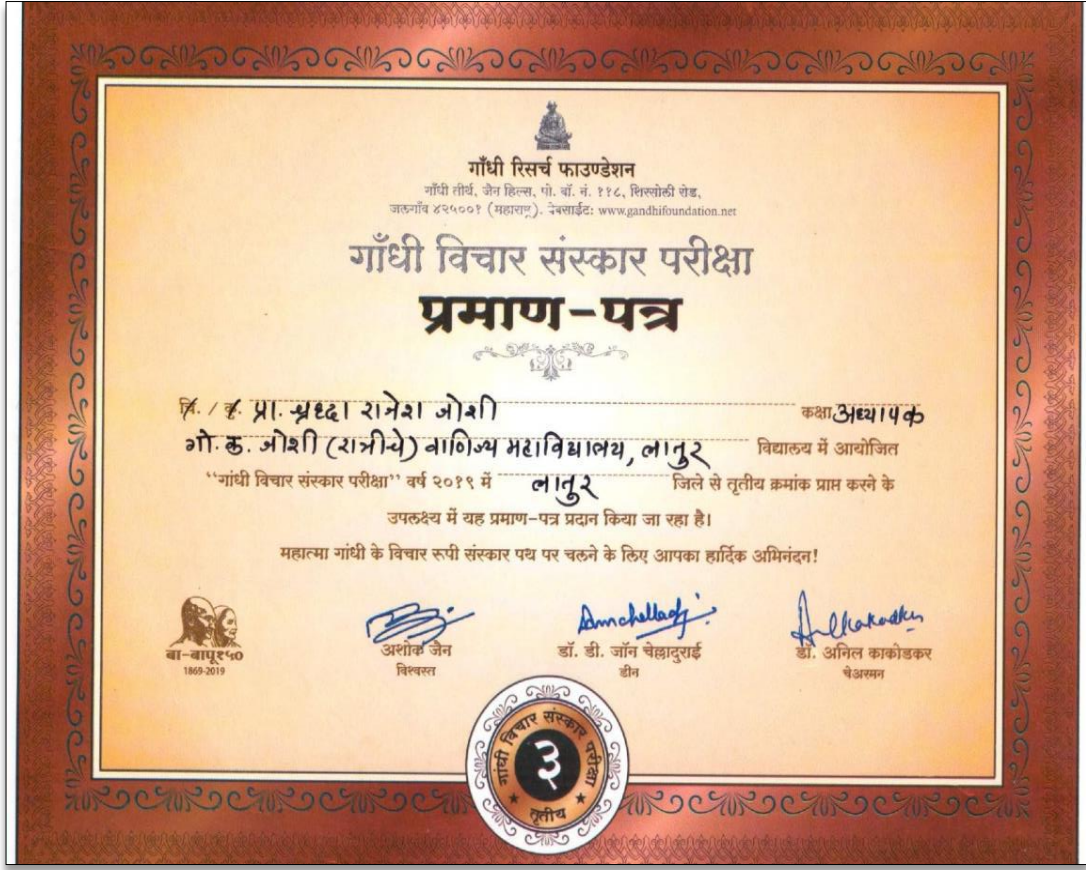 गाँधी रिसर्च फाउण्डेशन
गाँधी तीर्थ, जैन हिल्स, पो. बॉ. नं. ११८, शिरसोली रोड,
जलगाँव ४२५००१ (महाराष्ट्र). वेबसाईट: www.gandhifoundation.net
गाँधी विचार संस्कार परीक्षा
प्रमाण-पत्र
चि. / कु. प्रा. श्रध्दा राजेश जोशी कक्षा अध्यापक
गो. क. जोशी (रात्रीचे) वाणिज्य महाविद्यालय, लातुर विद्यालय में आयोजित
“गांधी विचार संस्कार परीक्षा” वर्ष २०१९ में लातुर जिले से तृतीय क्रमांक प्राप्त करने के
उपलक्ष्य में यह प्रमाण-पत्र प्रदान किया जा रहा है।
महात्मा गांधी के विचार रूपी संस्कार पथ पर चलने के लिए आपका हार्दिक अभिनंदन!
बा-बापू१५०
1869-2019
अशोक जैन
विश्वस्त
डॉ. डी. जॉन चेल्लादुराई
डीन
डॉ. अनिल काकोडकर
चेअरमन
गांधी विचार संस्कार परीक्षा
३
तृतीय